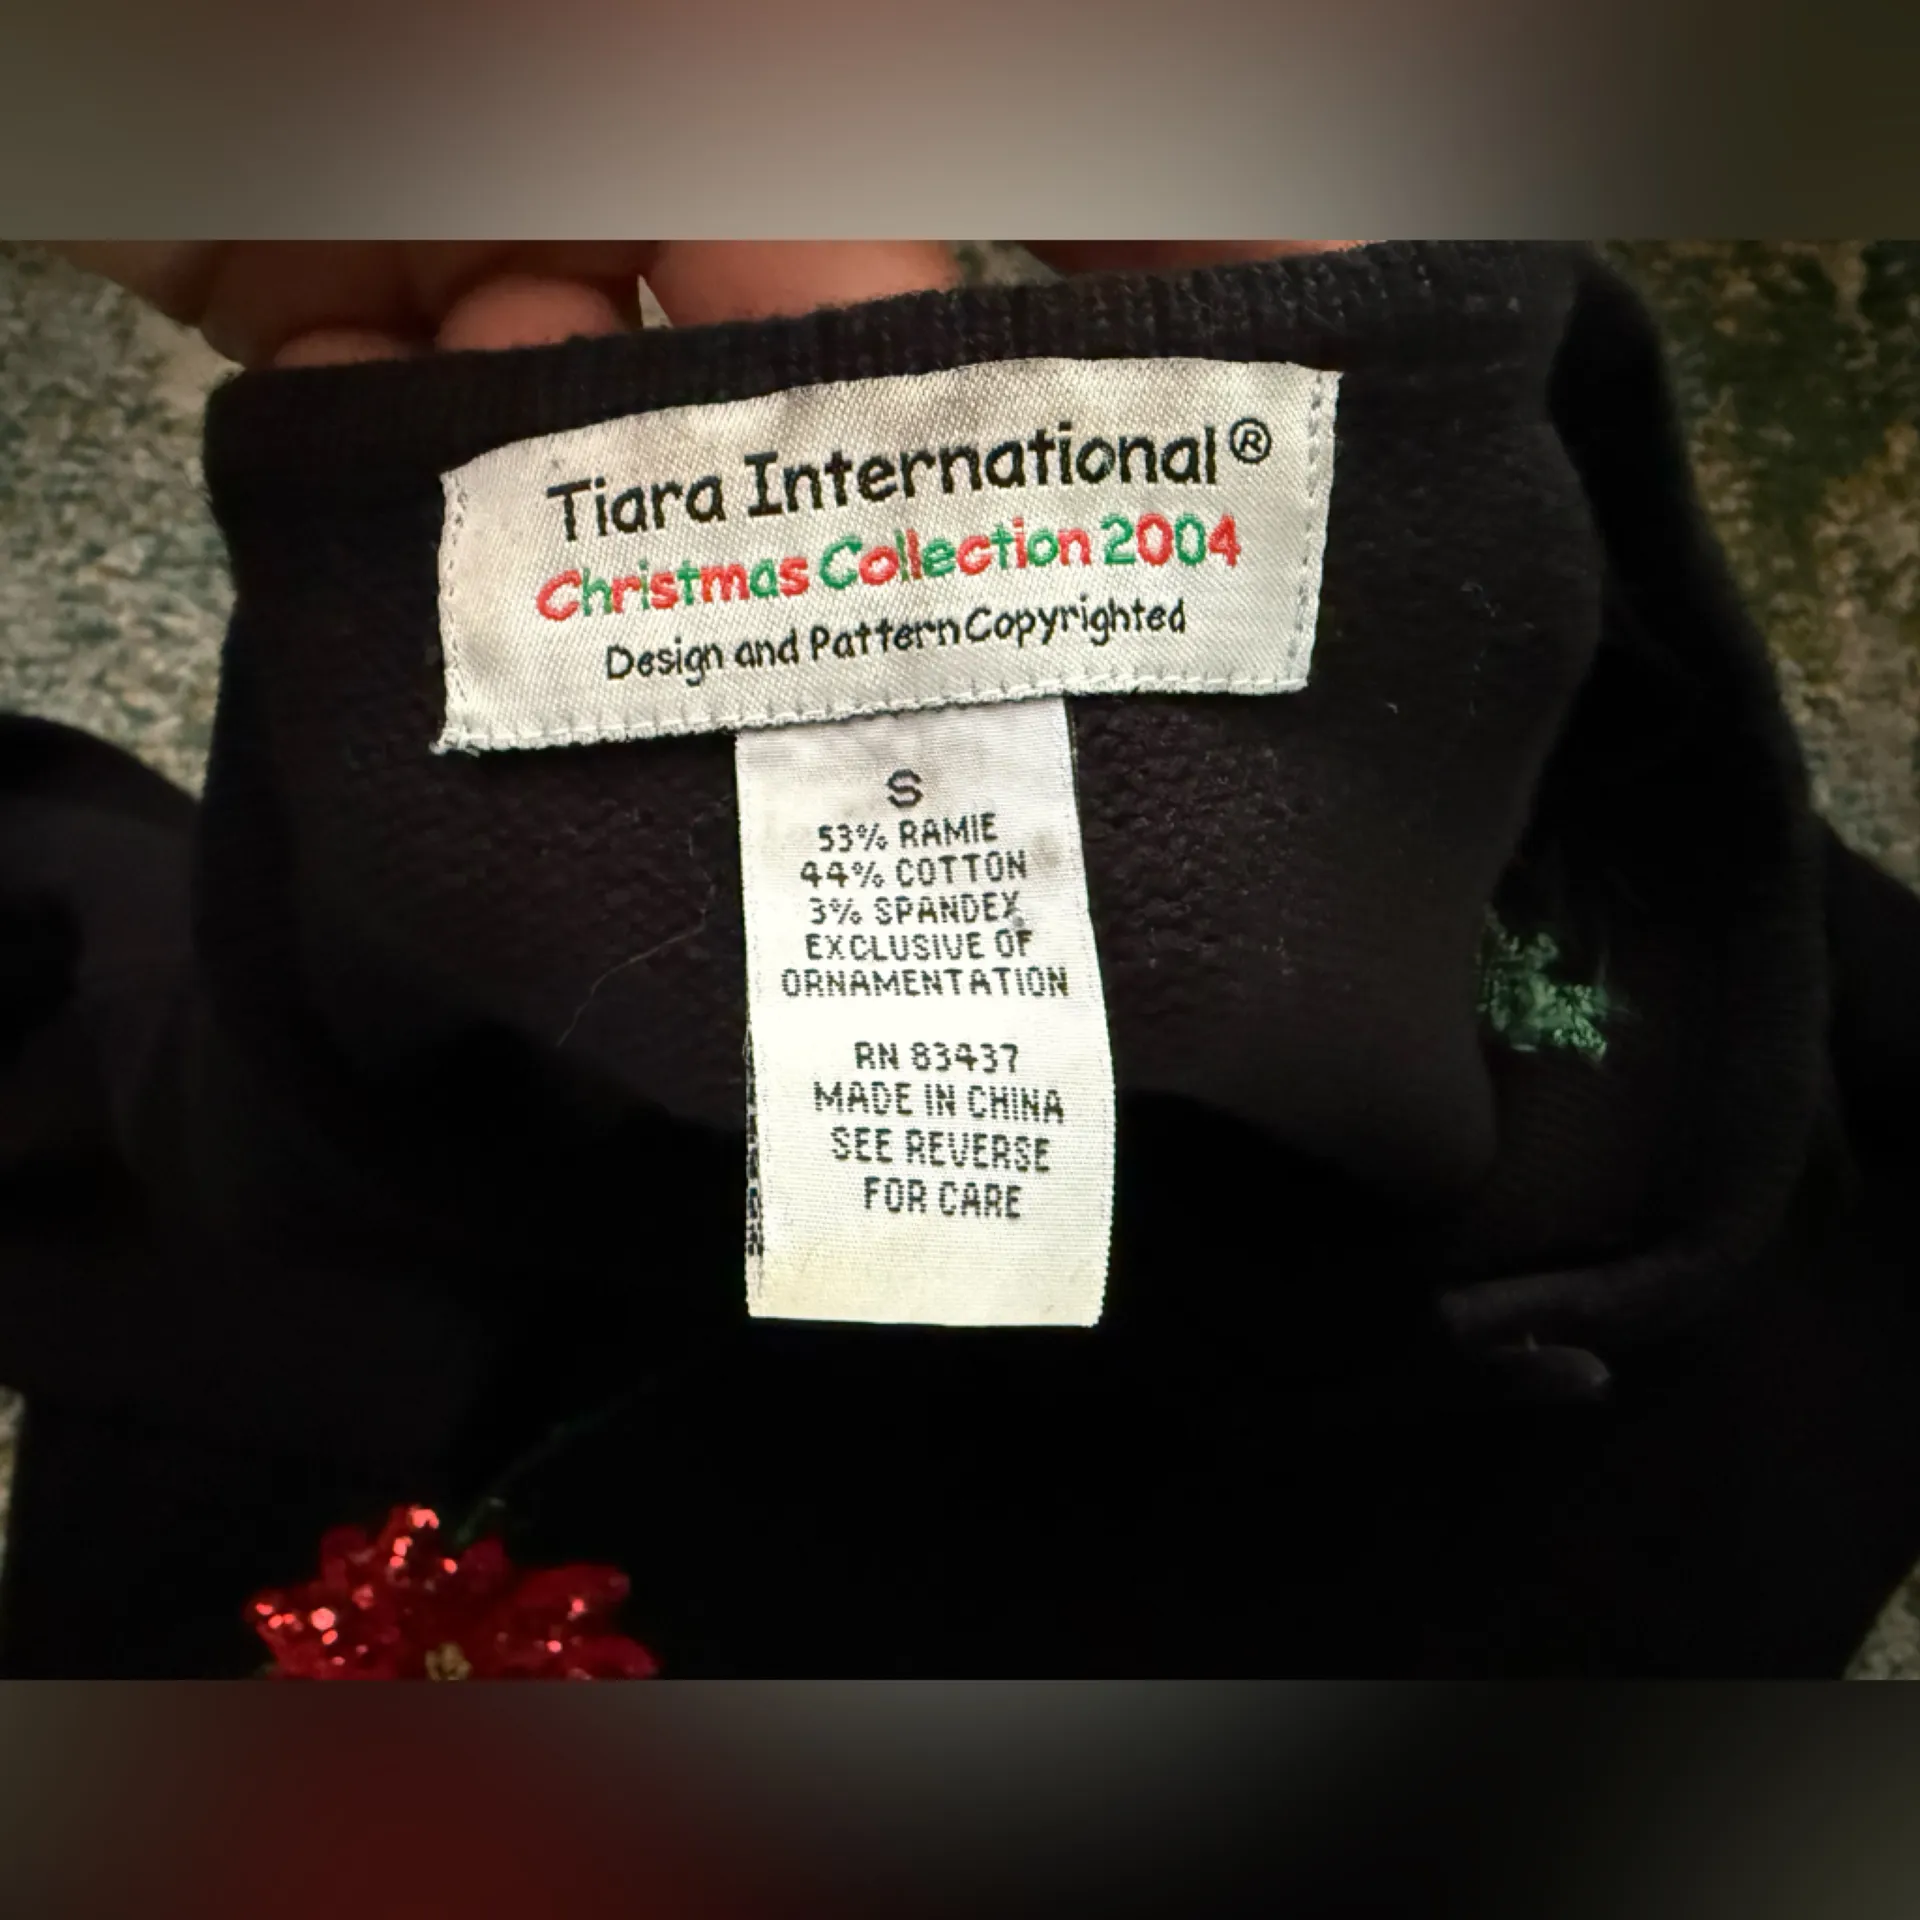 Tiara International®
Christmas Collection 2004
Design and Pattern Copyrighted
S
53% RAMIE
44% COTTON
3% SPANDEX
EXCLUSIVE OF
ORNAMENTATION
RN 83437
MADE IN CHINA
SEE REVERSE
FOR CARE